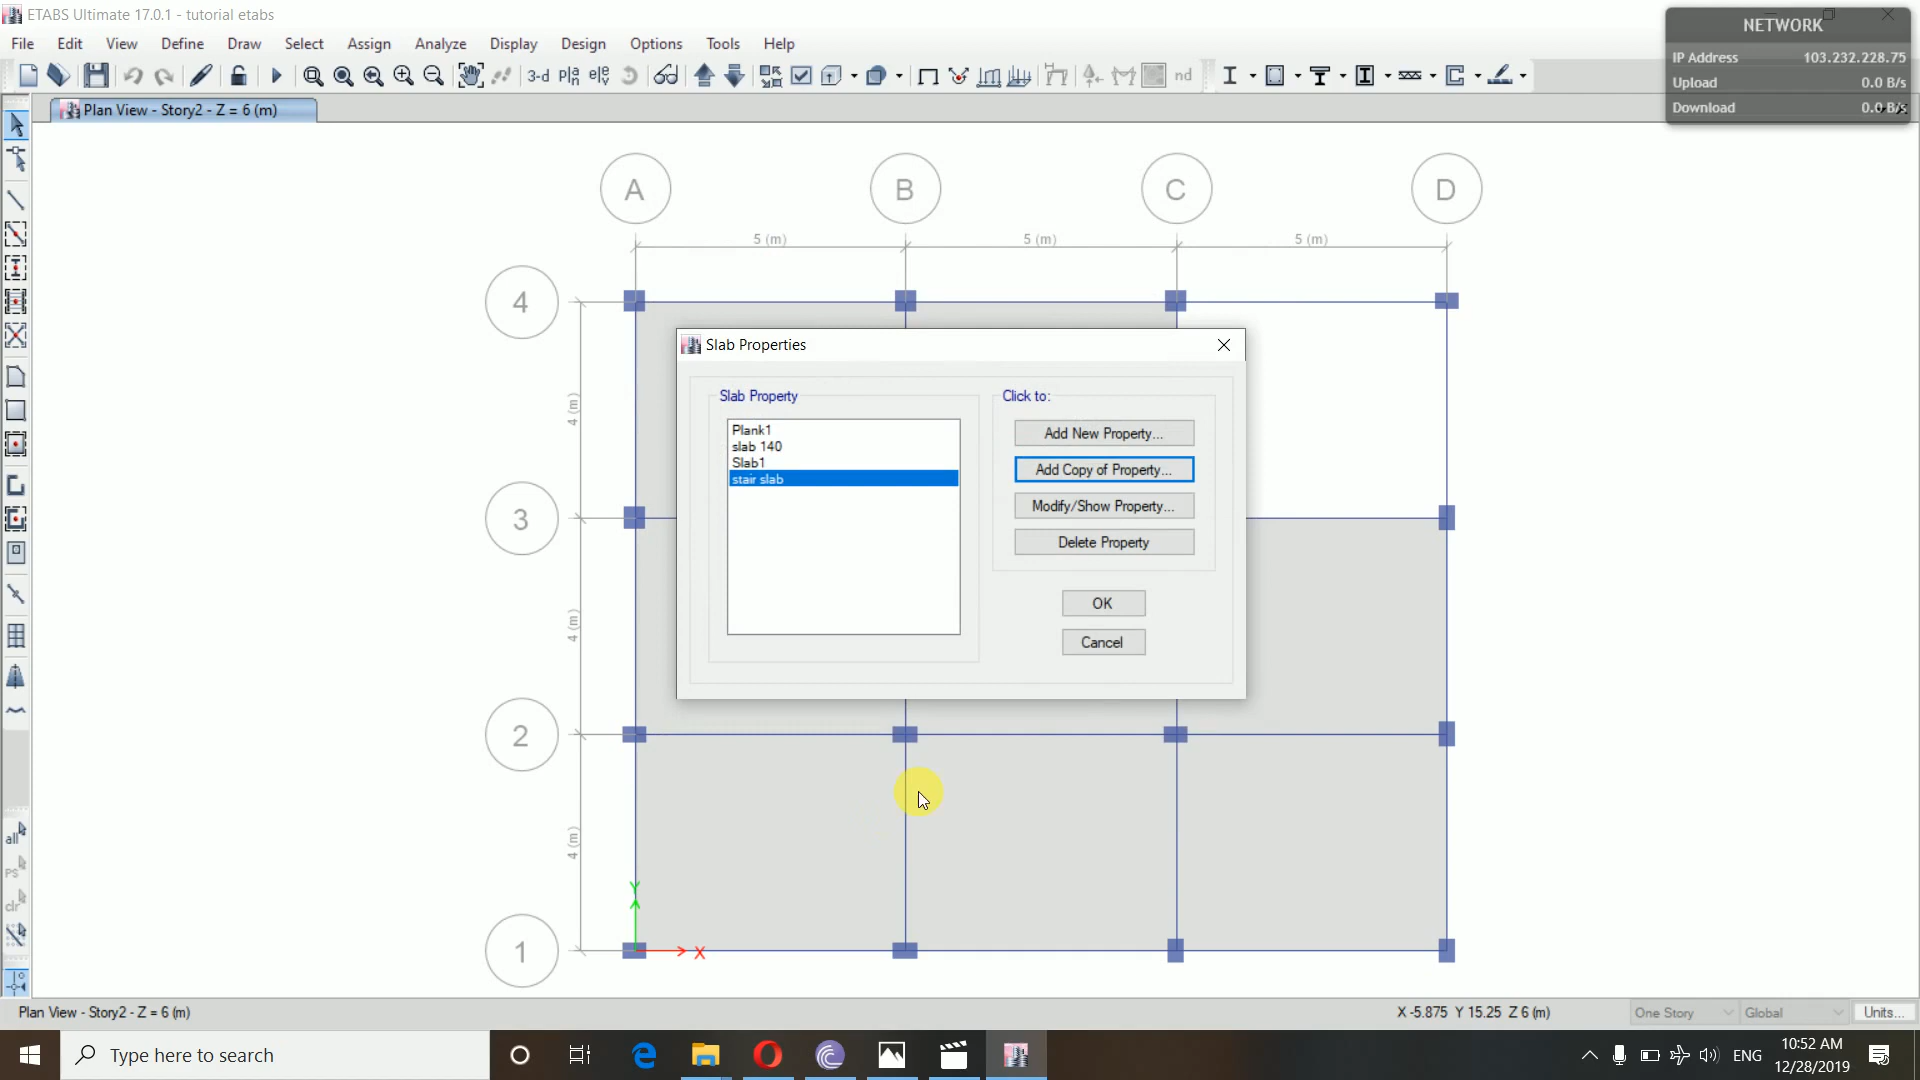 ETABS Ultimate 17.0.1 - tutorial etabs
File Edit View Define Draw Select Assign Analyze Display Design Options Tools Help
3-d
nd
NETWORK
IP Address 103.232.228.75
Upload 0.0 B/s
Download 0.0 B/s
Plan View - Story2 - Z = 6 (m)
A B C D
5 (m) 5 (m) 5 (m)
4
3
2
1
4 (m)
4 (m)
4 (m)
Slab Properties
Slab Property
Plank1
slab 140
Slab1
stair slab
Click to:
Add New Property...
Add Copy of Property...
Modify/Show Property...
Delete Property
OK
Cancel
Y
X
all
PS
clr
Plan View - Story2 - Z = 6 (m)
X -5.875 Y 15.25 Z 6 (m)
One Story
Global
Units...
Type here to search
ENG
10:52 AM
12/28/2019